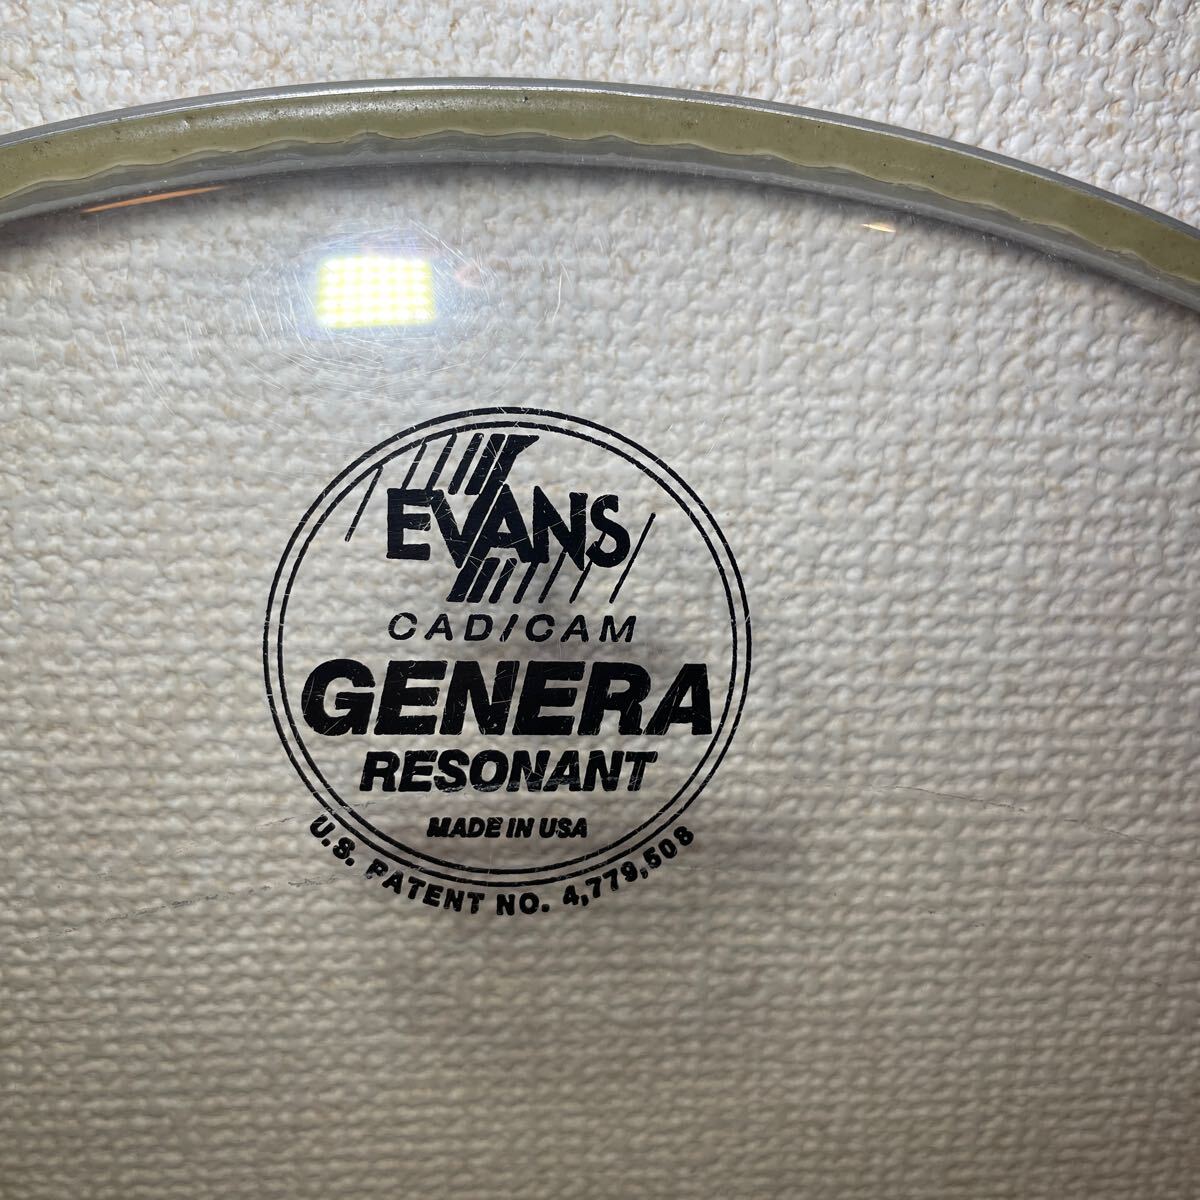 EVANS
CAD/CAM
GENERA
RESONANT
MADE IN USA
U.S. PATENT NO. 4,779,508